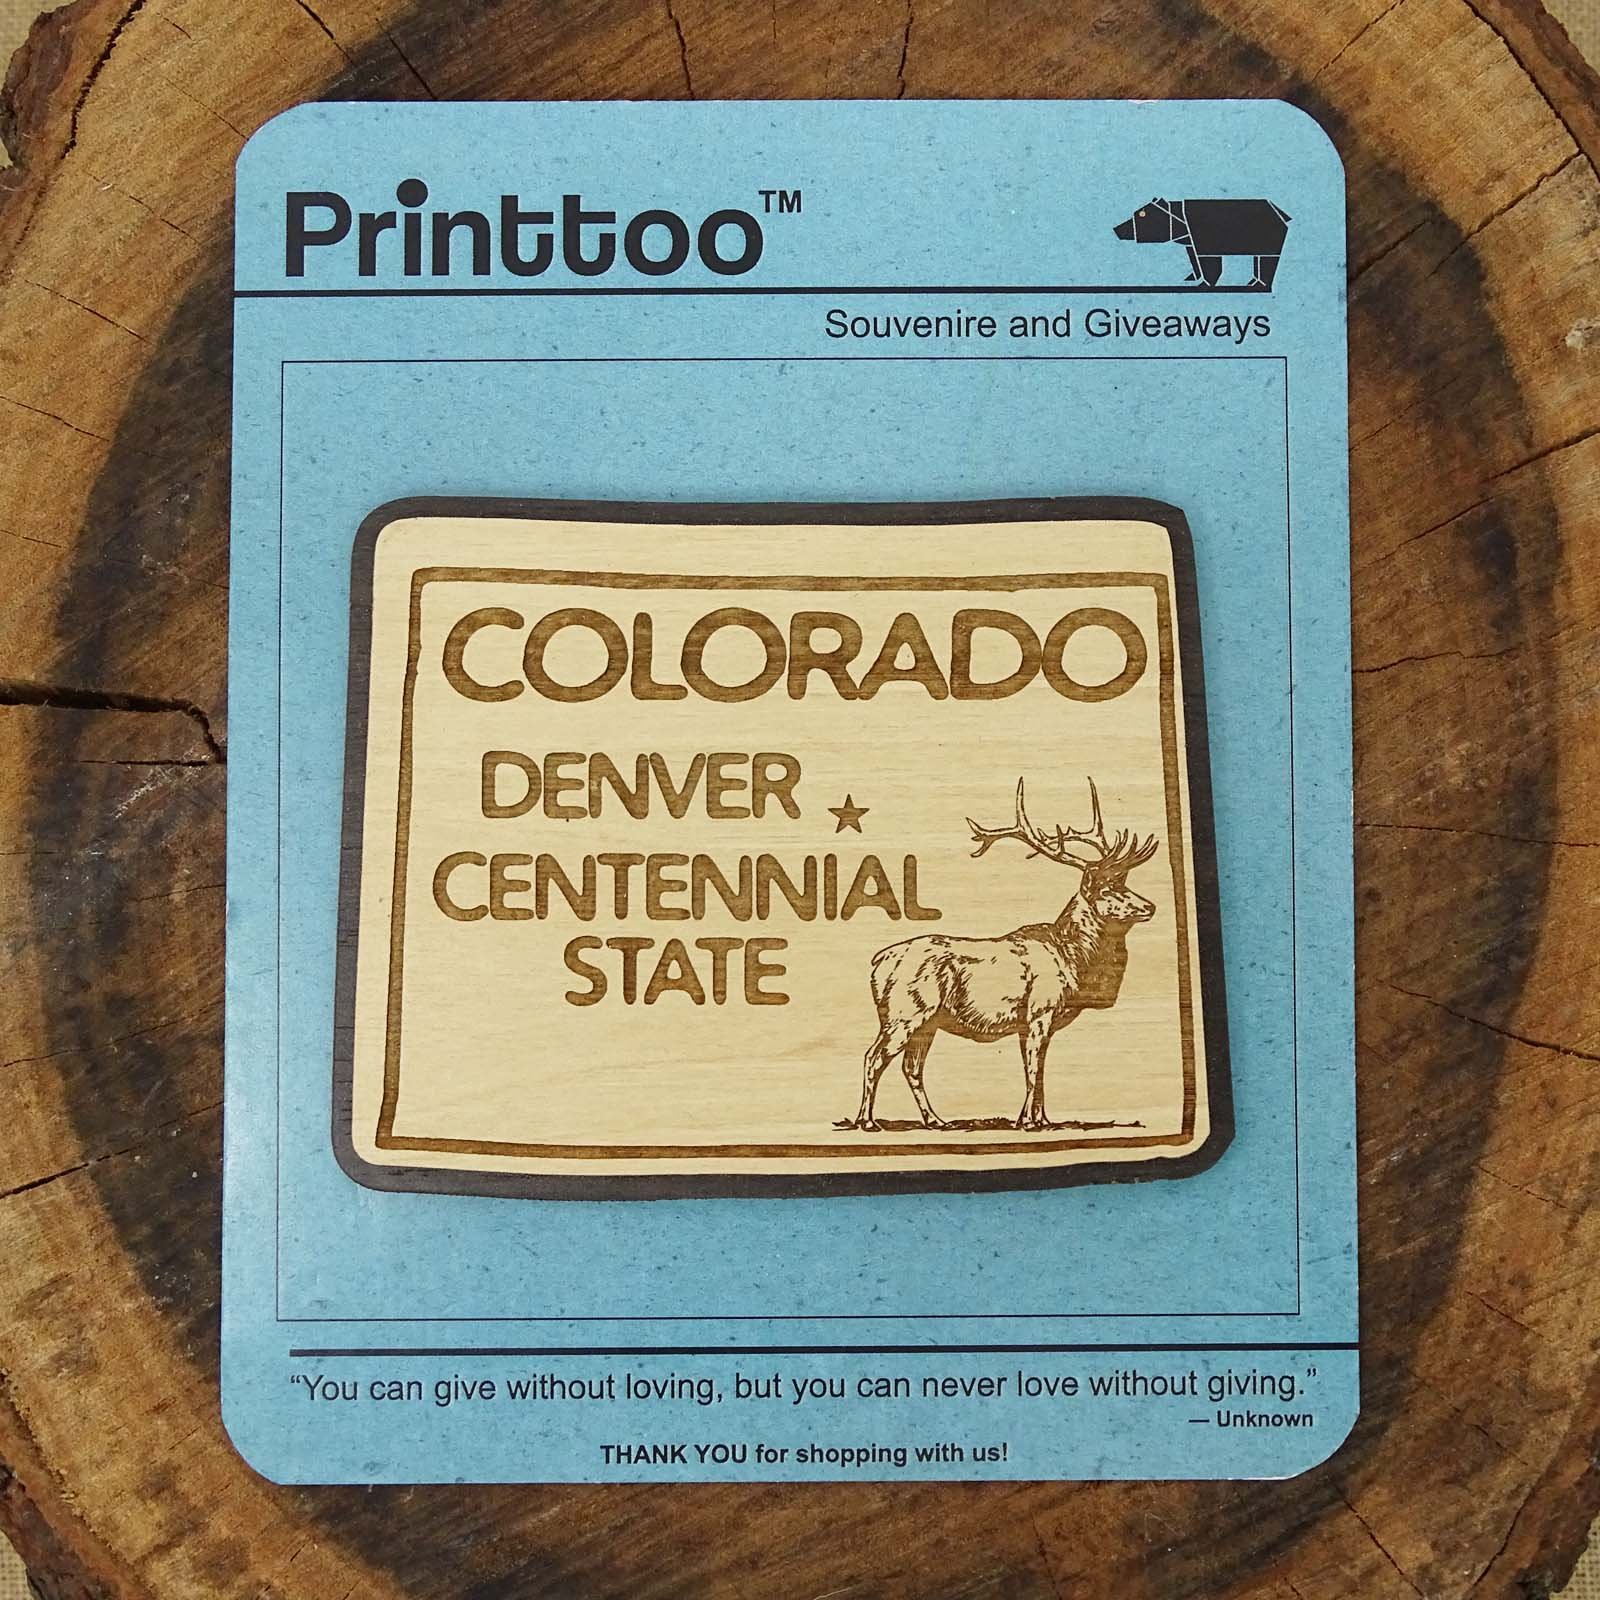 Printtoo™
Souvenire and Giveaways
COLORADO
DENVER
CENTENNIAL
STATE
“You can give without loving, but you can never love without giving.”
— Unknown
THANK YOU for shopping with us!